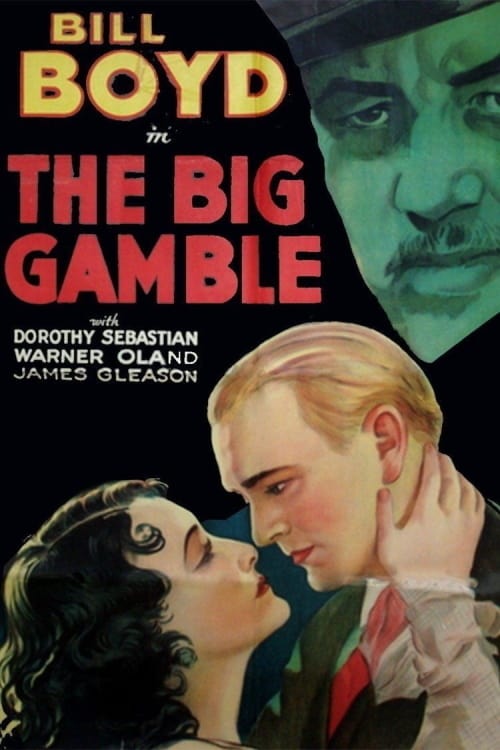 BILL
BOYD
in
THE BIG
GAMBLE
with
DOROTHY SEBASTIAN
WARNER OLAND
JAMES GLEASON